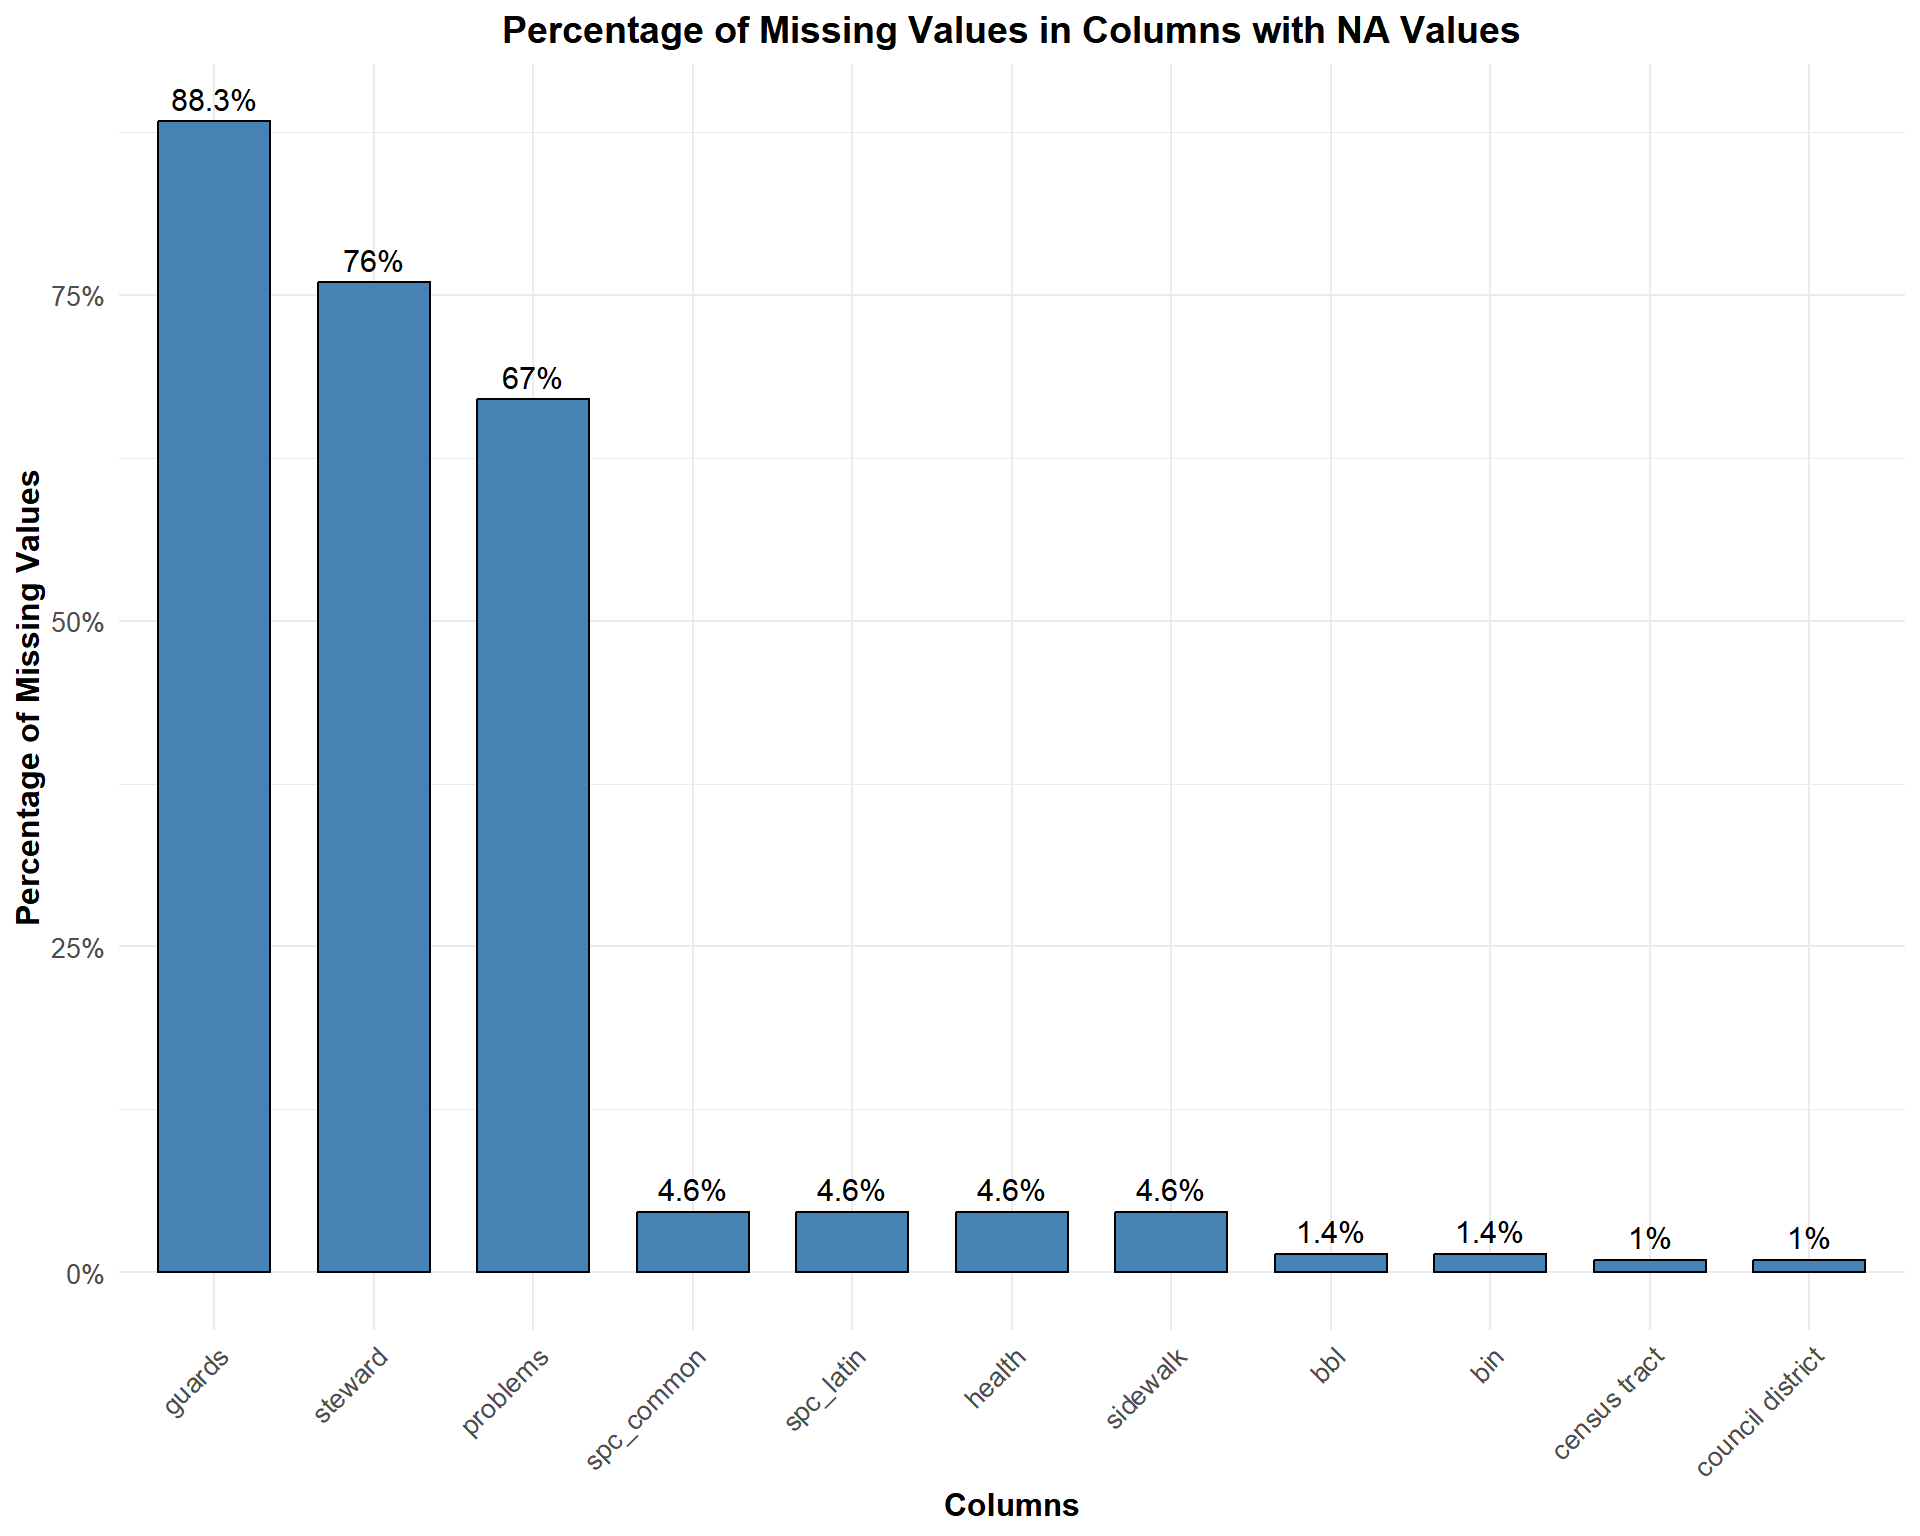 Percentage of Missing Values in Columns with NA Values
88.3%
76%
67%
4.6%
4.6%
4.6%
4.6%
1.4%
1.4%
1%
1%
Percentage of Missing Values
75%
50%
25%
0%
guards
steward
problems
spc_common
spc_latin
health
sidewalk
bbl
bin
census tract
council district
Columns